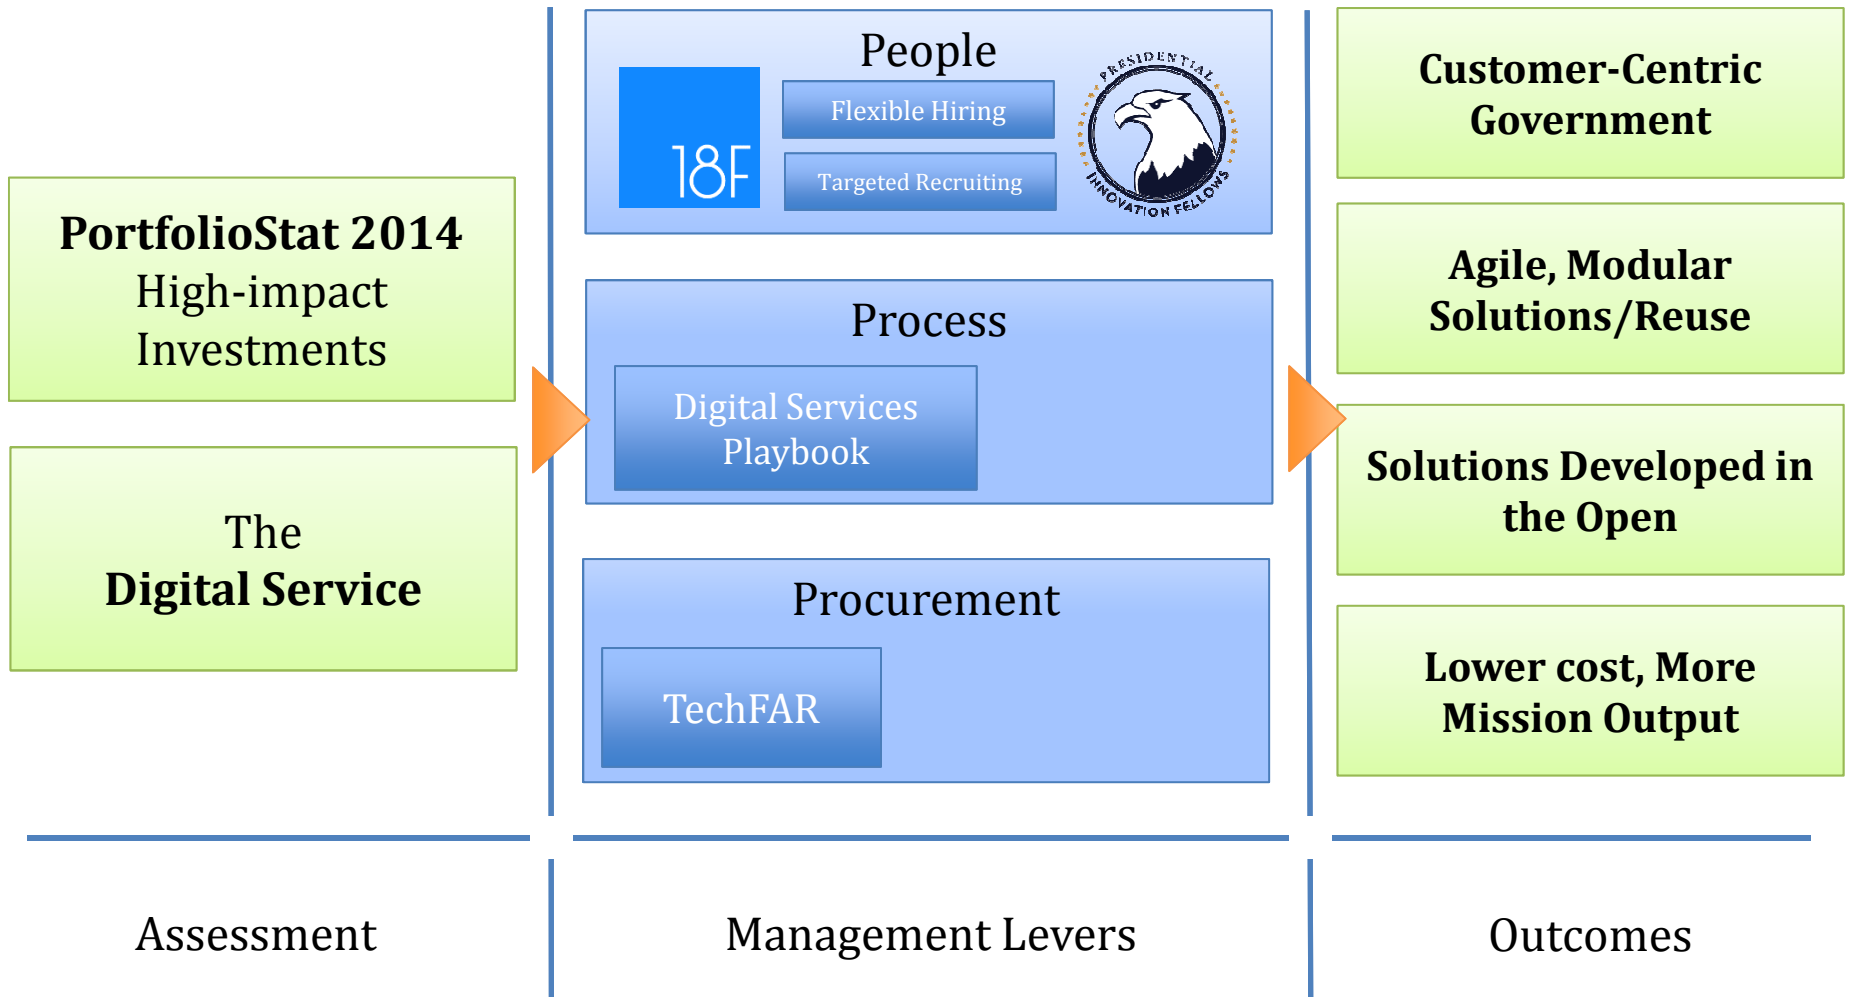 PortfolioStat 2014
High-impact
Investments
The
Digital Service
People
18F
Flexible Hiring
Targeted Recruiting
PRESIDENTIAL
INNOVATION FELLOWS
Process
Digital Services
Playbook
Procurement
TechFAR
Customer-Centric
Government
Agile, Modular
Solutions/Reuse
Solutions Developed in
the Open
Lower cost, More
Mission Output
Assessment
Management Levers
Outcomes